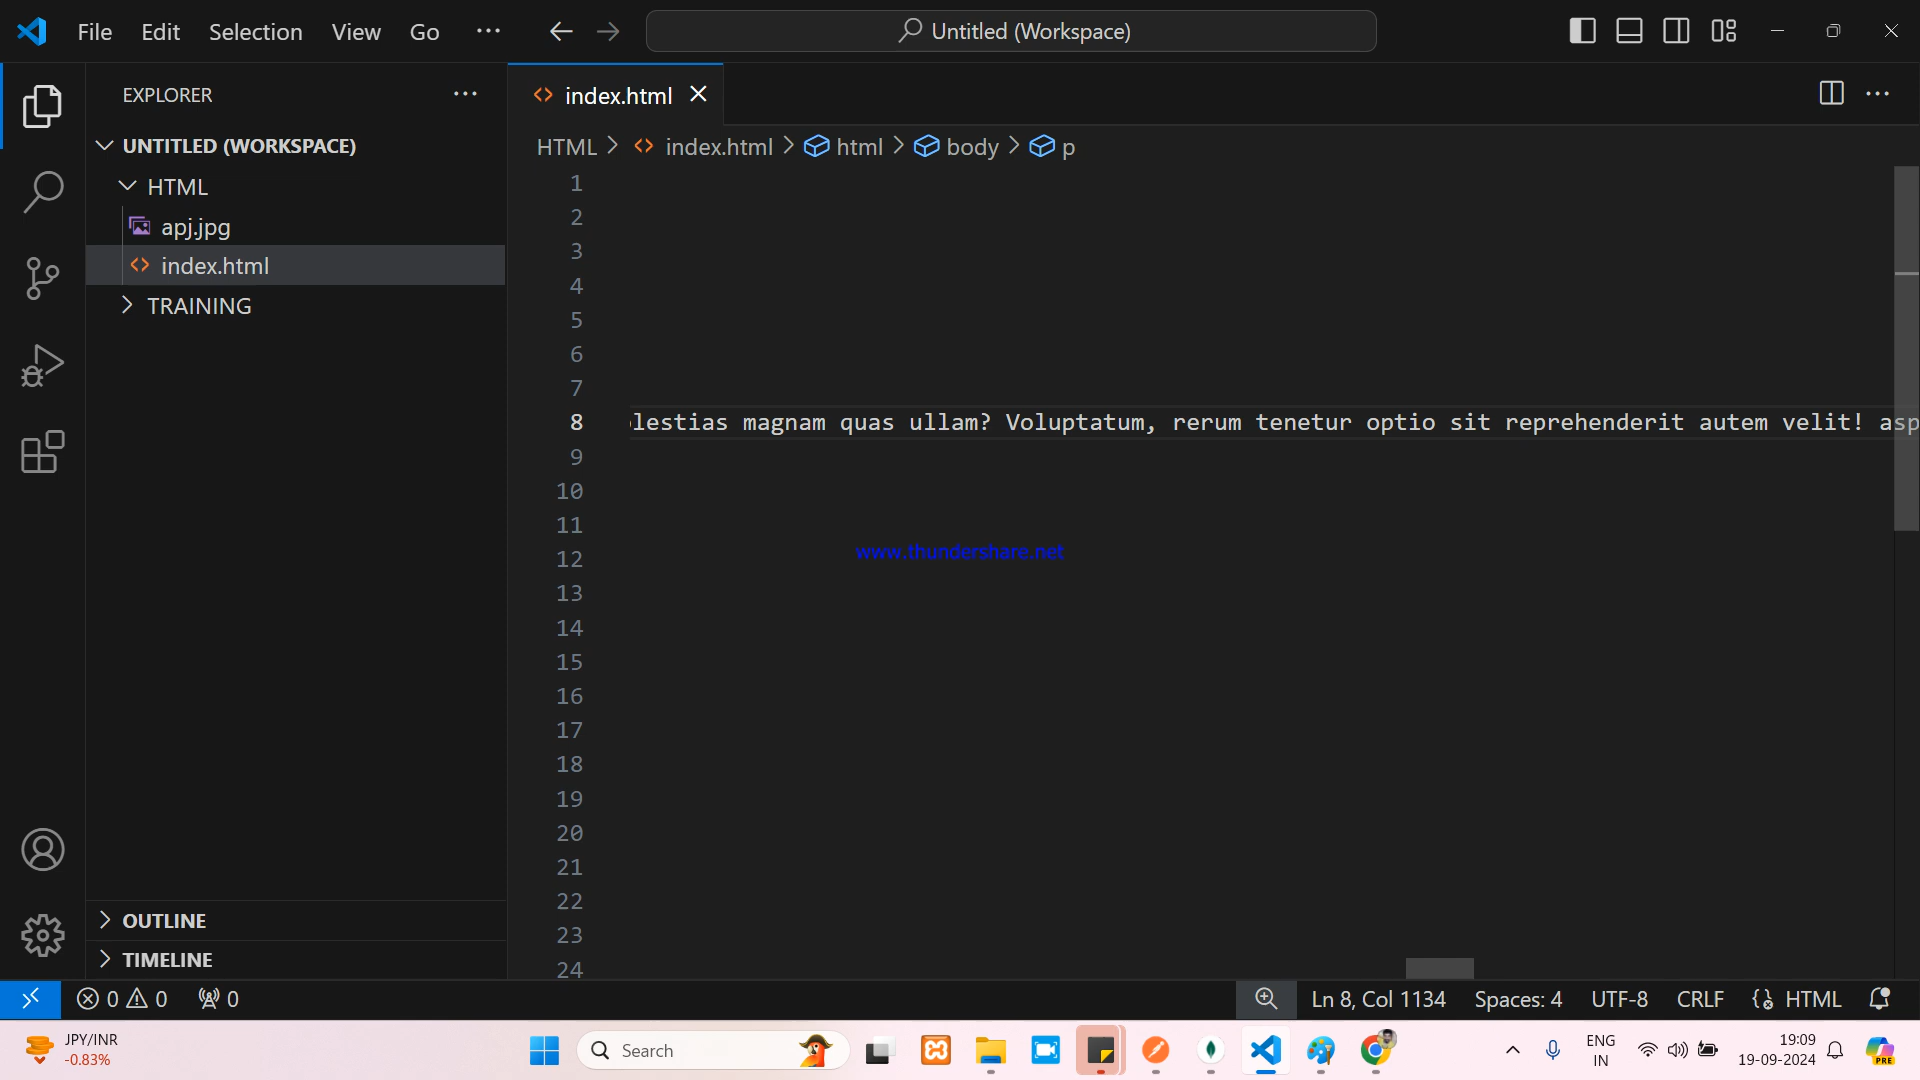 File Edit Selection View Go ··· Untitled (Workspace)
EXPLORER ···
UNTITLED (WORKSPACE)
HTML
apj.jpg
index.html
TRAINING
OUTLINE
TIMELINE
index.html
HTML > index.html > html > body > p
1
2
3
4
5
6
7
8 lestias magnam quas ullam? Voluptatum, rerum tenetur optio sit reprehenderit autem velit! asp
9
10
11
www.thundershare.net
12
13
14
15
16
17
18
19
20
21
22
23
24
0 0 0 Ln 8, Col 1134 Spaces: 4 UTF-8 CRLF HTML
JPY/INR
-0.83%
Search
PRE
ENG
IN
19:09
19-09-2024